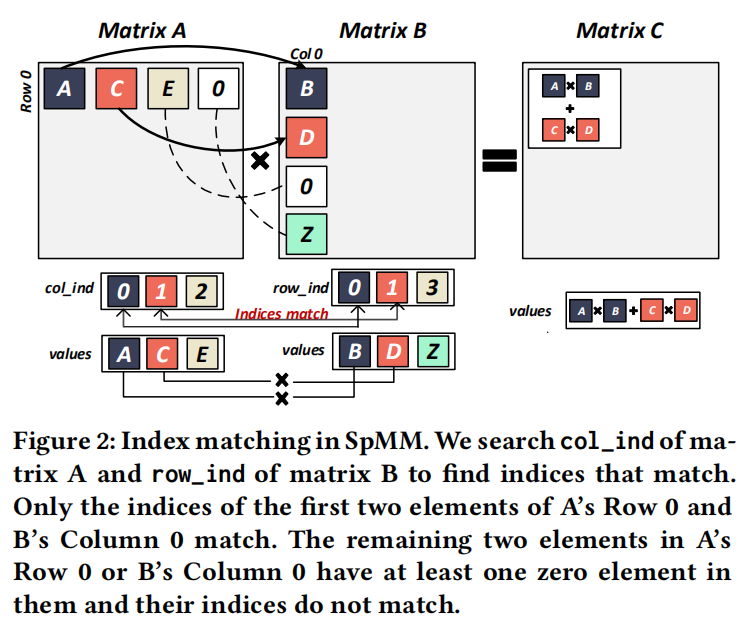 Matrix A
Matrix B
Matrix C
Row 0
Col 0
A C E 0
B
D
0
Z
A × B
+
C × D
col_ind 0 1 2
row_ind 0 1 3
Indices match
values A C E
values B D Z
values A × B + C × D
Figure 2: Index matching in SpMM. We search col_ind of ma-
trix A and row_ind of matrix B to find indices that match.
Only the indices of the first two elements of A's Row 0 and
B's Column 0 match. The remaining two elements in A's
Row 0 or B's Column 0 have at least one zero element in
them and their indices do not match.